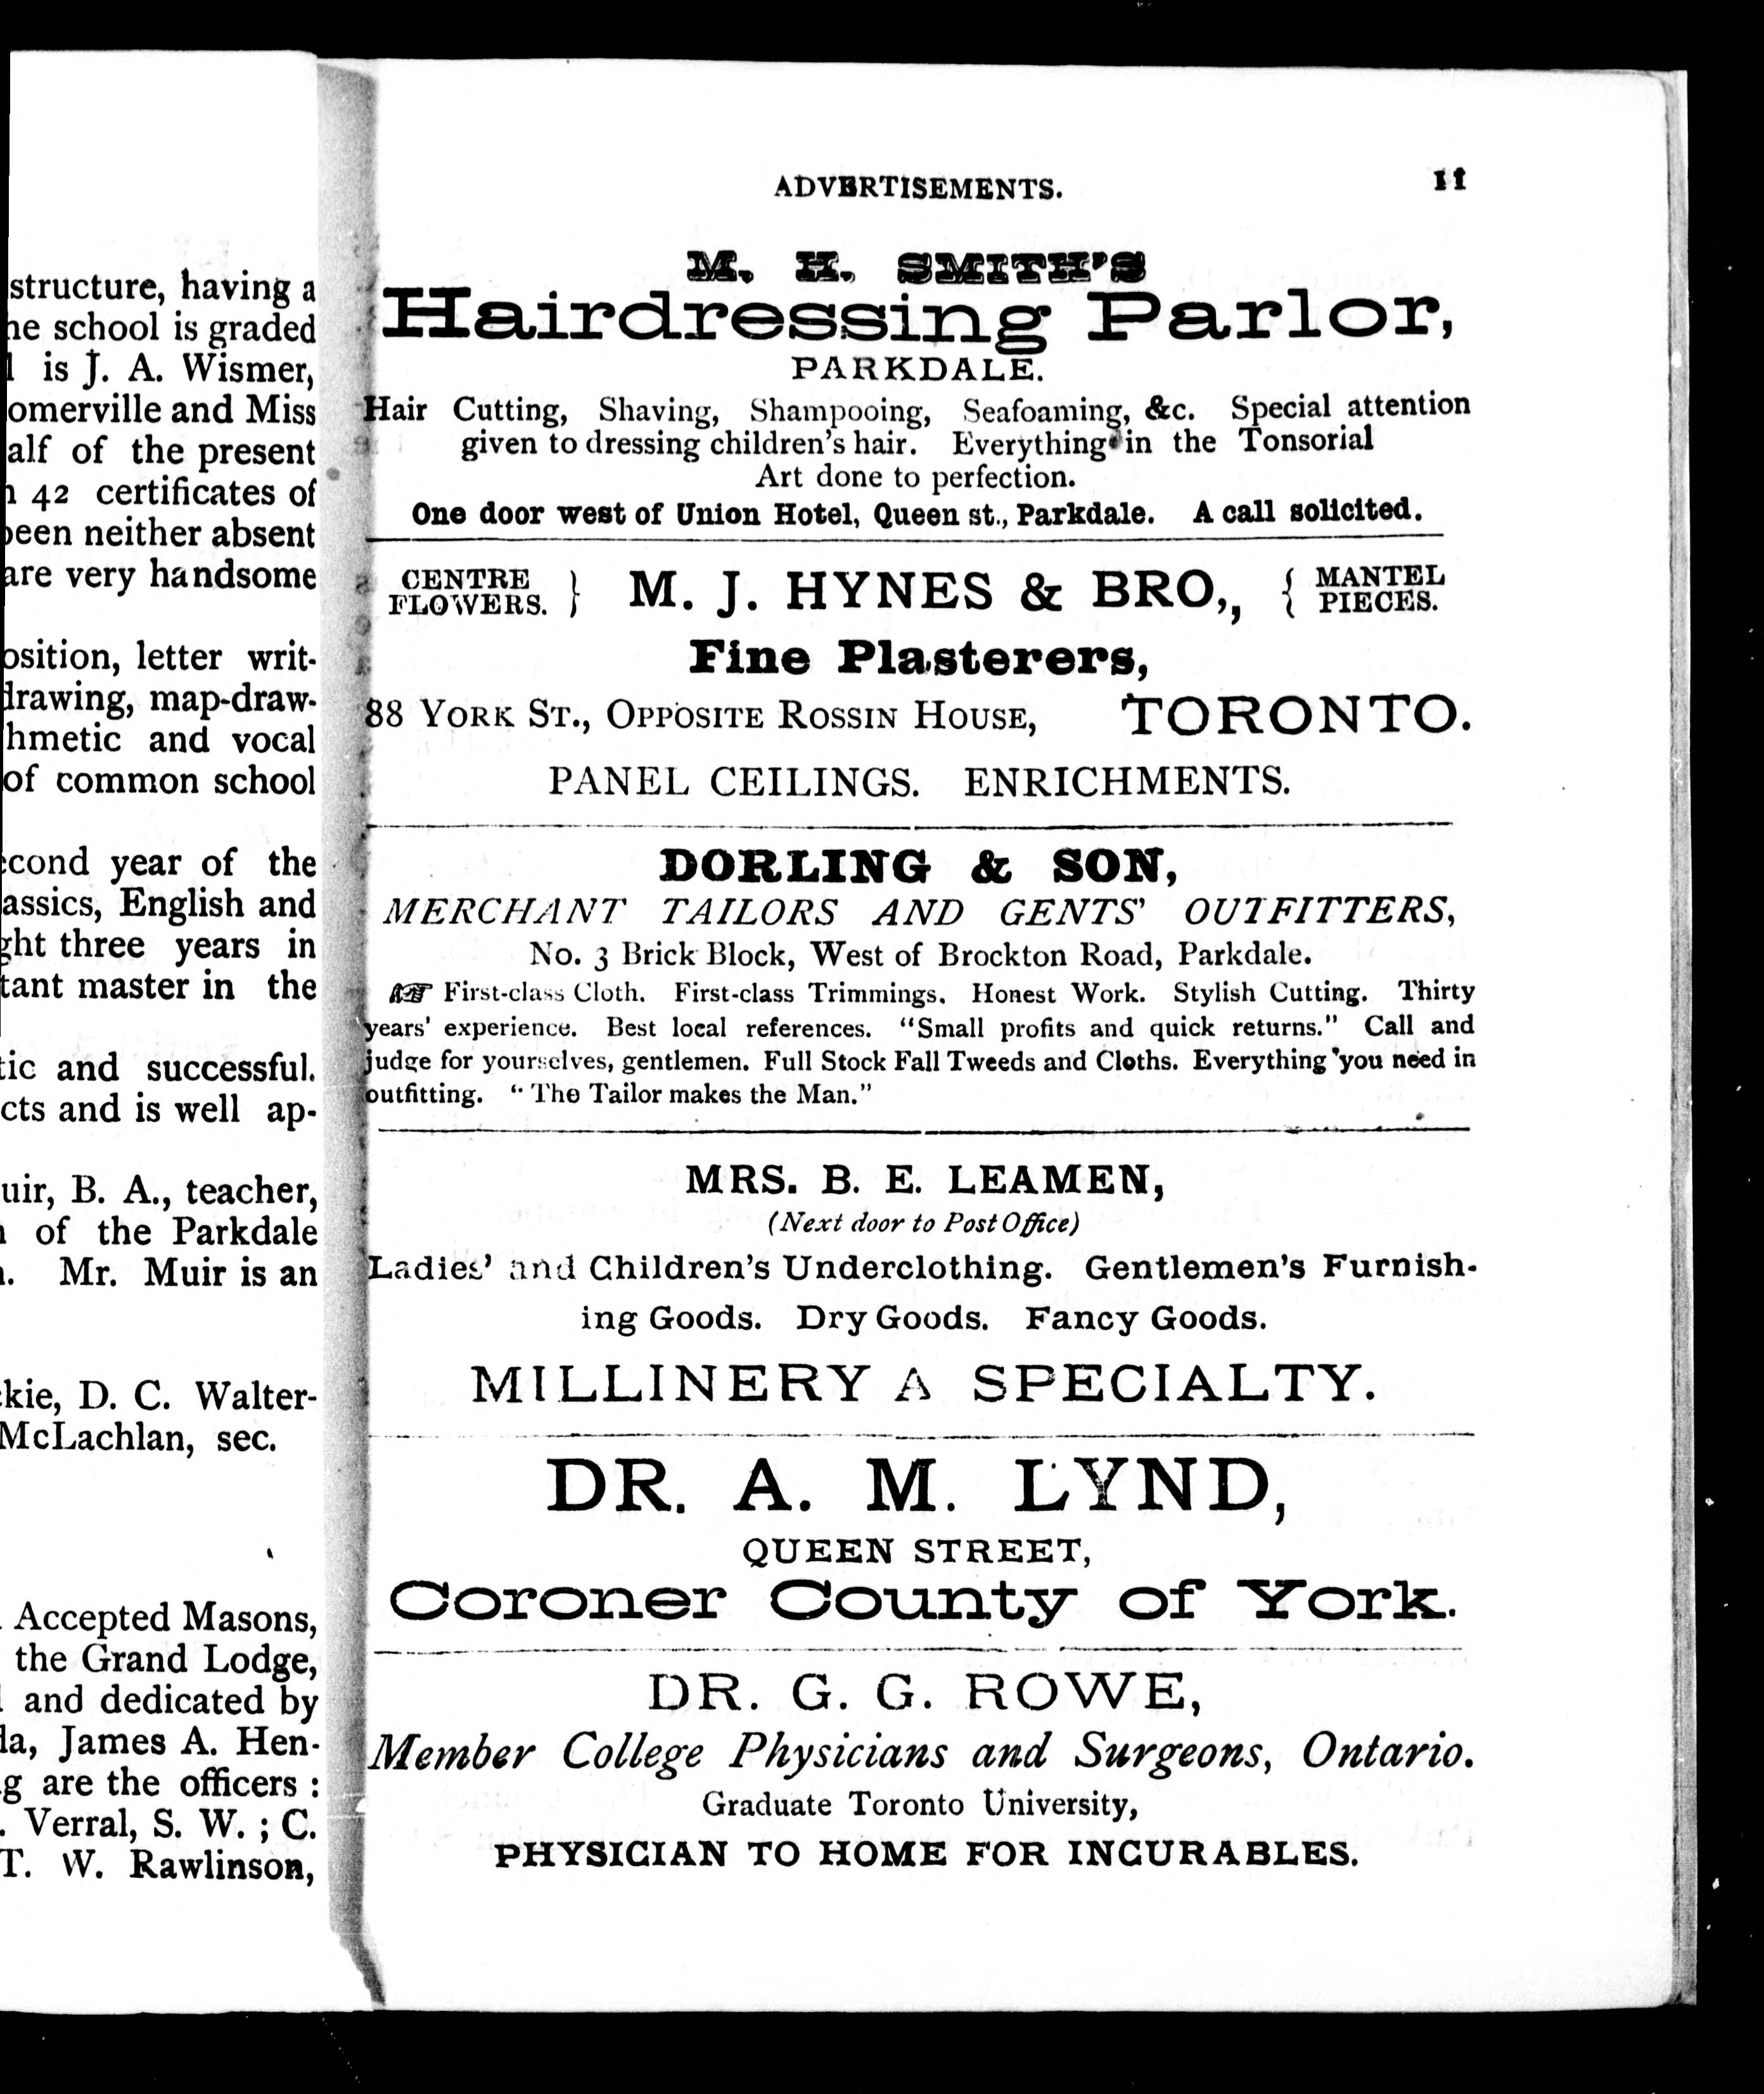 structure, having a
school is graded
is J. A. Wismer,
omerville and Miss
alf of the present
42 certificates of
been neither absent
are very handsome
osition, letter writ-
drawing, map-draw-
hmetic and vocal
of common school
econd year of the
assics, English and
ght three years in
tant master in the
tic and successful.
cts and is well ap-
uir, B. A., teacher,
of the Parkdale
Mr. Muir is an
kie, D. C. Walter-
McLachlan, sec.
Accepted Masons,
the Grand Lodge,
and dedicated by
da, James A. Hen-
g are the officers :
. Verral, S. W. ; C.
T. W. Rawlinson,
ADVERTISEMENTS. 11
M. H. SMITH'S
Hairdressing Parlor,
PARKDALE.
Hair Cutting, Shaving, Shampooing, Seafoaming, &c. Special attention
given to dressing children's hair. Everything in the Tonsorial
Art done to perfection.
One door west of Union Hotel, Queen st., Parkdale. A call solicited.
CENTRE FLOWERS. } M. J. HYNES & BRO,, { MANTEL PIECES.
Fine Plasterers,
88 YORK ST., OPPOSITE ROSSIN HOUSE, TORONTO.
PANEL CEILINGS. ENRICHMENTS.
DORLING & SON,
MERCHANT TAILORS AND GENTS' OUTFITTERS,
No. 3 Brick Block, West of Brockton Road, Parkdale.
☞ First-class Cloth. First-class Trimmings. Honest Work. Stylish Cutting. Thirty
years' experience. Best local references. "Small profits and quick returns." Call and
judge for yourselves, gentlemen. Full Stock Fall Tweeds and Cloths. Everything you need in
outfitting. "The Tailor makes the Man."
MRS. B. E. LEAMEN,
(Next door to Post Office)
Ladies' and Children's Underclothing. Gentlemen's Furnish-
ing Goods. Dry Goods. Fancy Goods.
MILLINERY A SPECIALTY.
DR. A. M. LYND,
QUEEN STREET,
Coroner County of York.
DR. G. G. ROWE,
Member College Physicians and Surgeons, Ontario.
Graduate Toronto University,
PHYSICIAN TO HOME FOR INCURABLES.